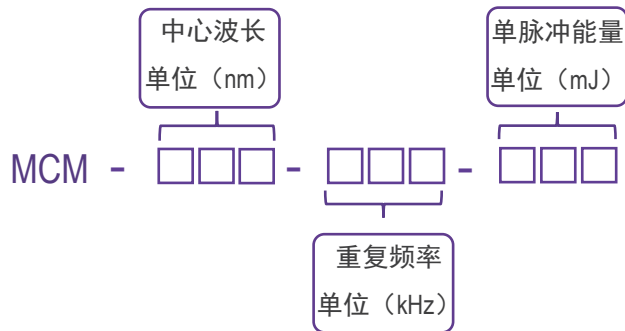 中心波长
单位（nm）
单脉冲能量
单位（mJ）
MCM - □□□ - □□□ - □□□
重复频率
单位（kHz）